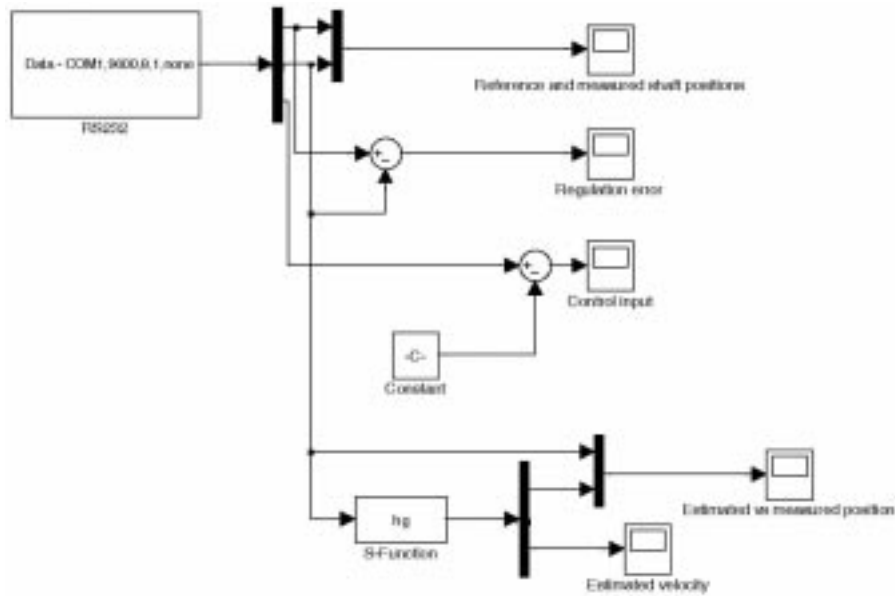 Data - COM1,9600,8,1,none
RS232
Reference and measured shaft positions
+
−
Regulation error
+
−
Control input
-C-
Constant
hg
S-Function
Estimated vs measured position
Estimated velocity